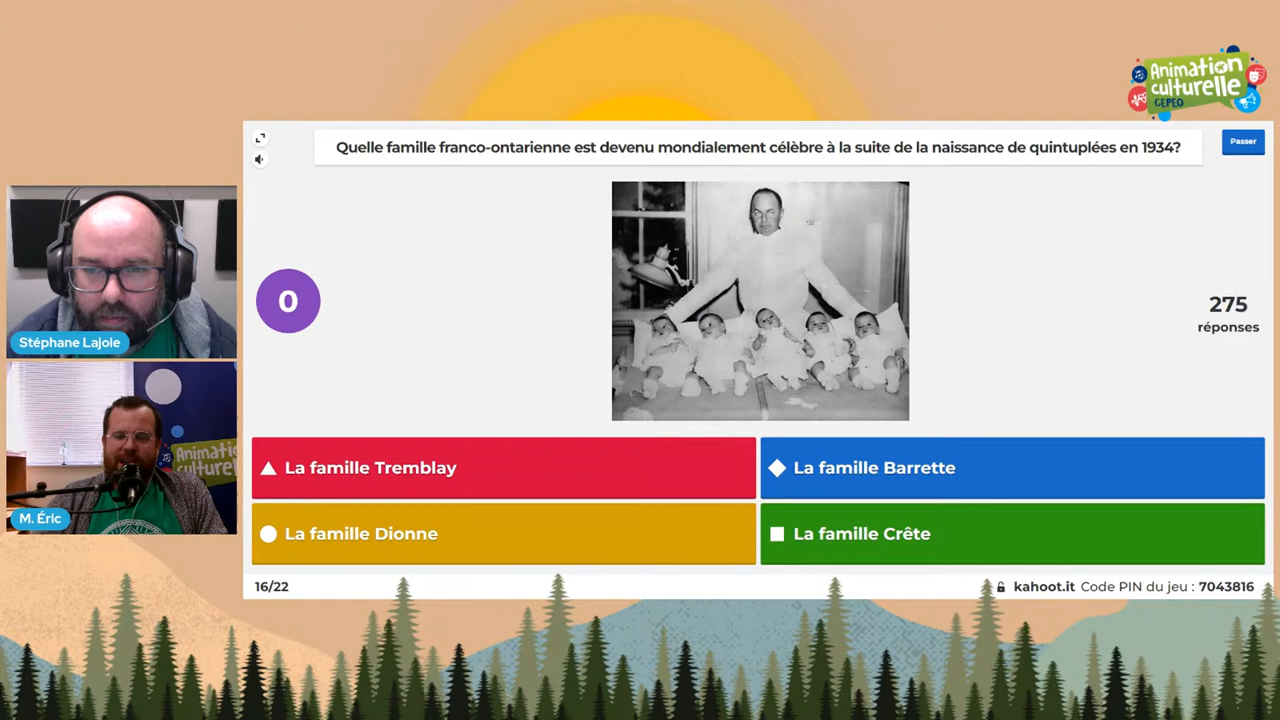 Animation
culturelle
CEPEO
Quelle famille franco-ontarienne est devenu mondialement célèbre à la suite de la naissance de quintuplées en 1934?
Passer
0
275
réponses
Stéphane Lajoie
Animation
culturelle
M. Éric
La famille Tremblay
La famille Barrette
La famille Dionne
La famille Crête
16/22
kahoot.it Code PIN du jeu : 7043816